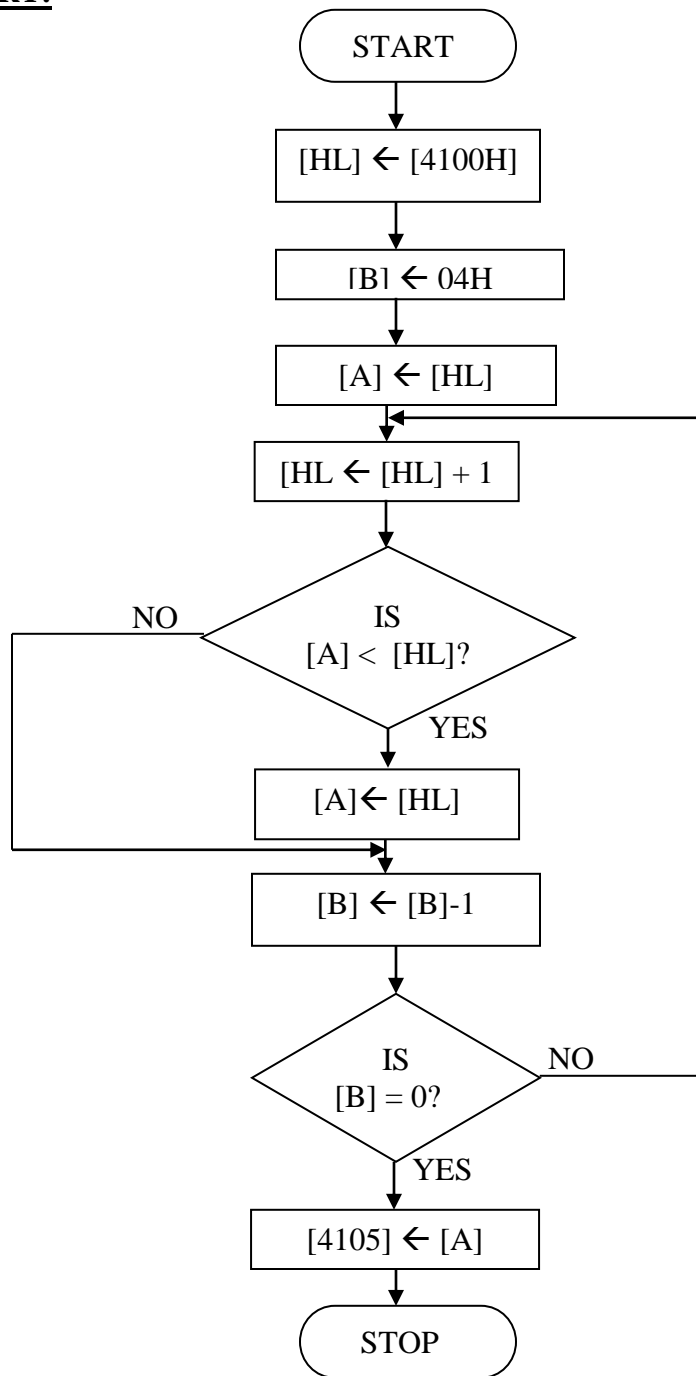 START
[HL] ← [4100H]
[B] ← 04H
[A] ← [HL]
[HL ← [HL] + 1
NO
IS
[A] < [HL]?
YES
[A]← [HL]
[B] ← [B]-1
IS
NO
[B] = 0?
YES
[4105] ← [A]
STOP